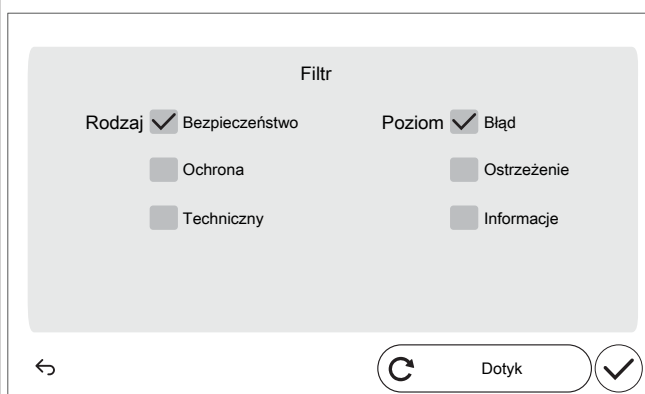 Filtr
Rodzaj Bezpieczeństwo Poziom Błąd
Ochrona Ostrzeżenie
Techniczny Informacje
Dotyk